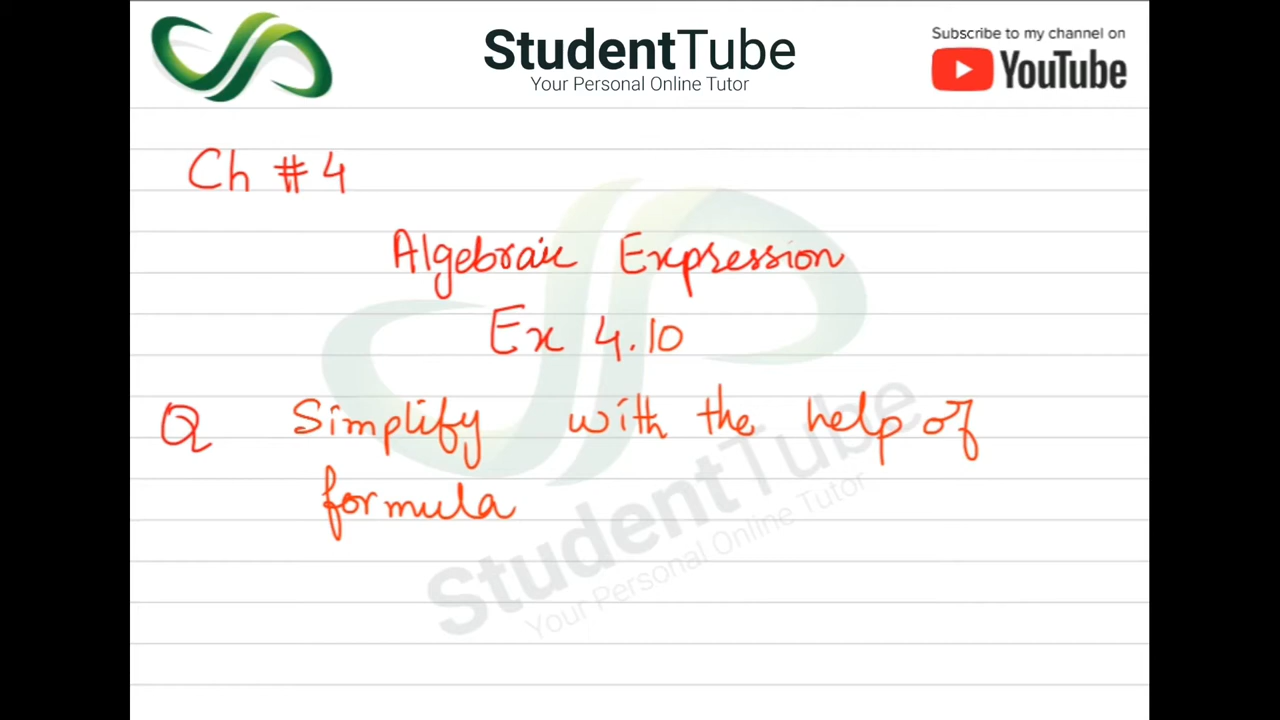 StudentTube
Your Personal Online Tutor
Subscribe to my channel on
YouTube
Ch # 4
Algebraic Expression
Ex 4.10
Q Simplify with the help of
formula
StudentTube
Your Personal Online Tutor